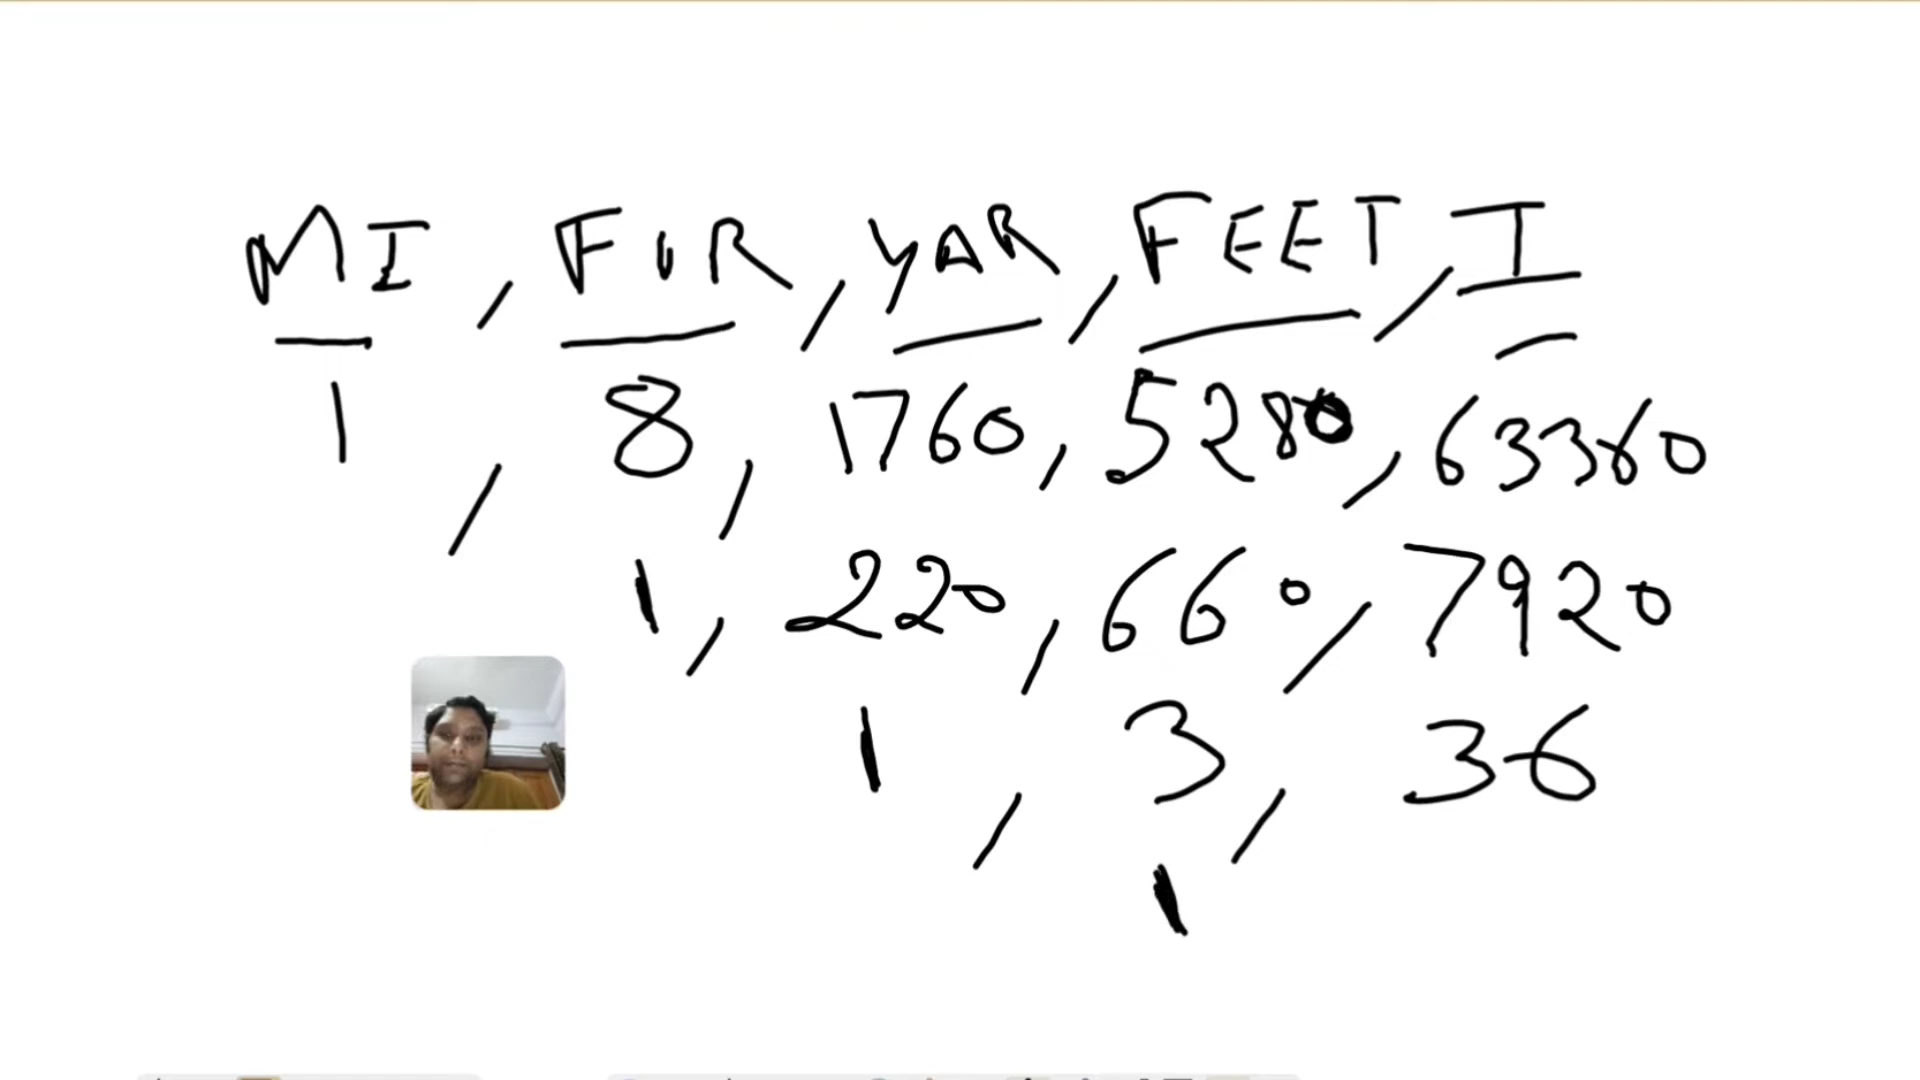 MI, FUR, YAR, FEET, I
1, 8, 1760, 5280, 63360
1, 220, 660, 7920
1, 3, 36
1